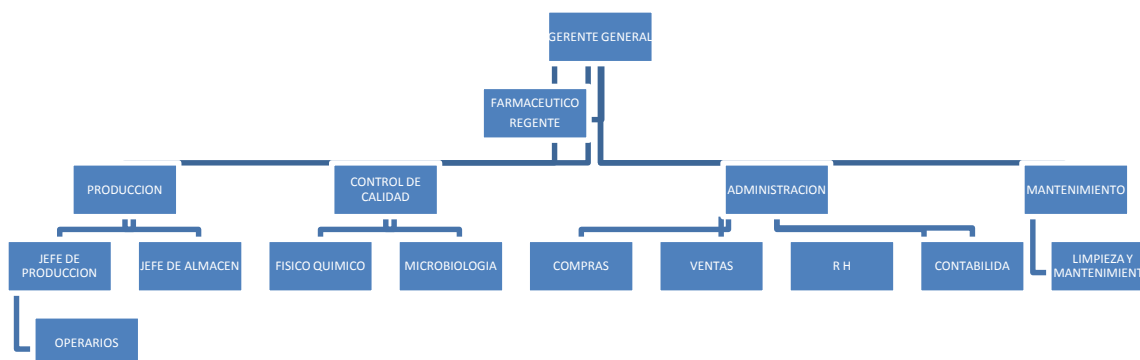 GERENTE GENERAL
FARMACEUTICO
REGENTE
PRODUCCION
CONTROL DE
CALIDAD
ADMINISTRACION
MANTENIMIENTO
JEFE DE
PRODUCCION
JEFE DE ALMACEN
FISICO QUIMICO
MICROBIOLOGIA
COMPRAS
VENTAS
R H
CONTABILIDA
LIMPIEZA Y
MANTENIMIENT
OPERARIOS